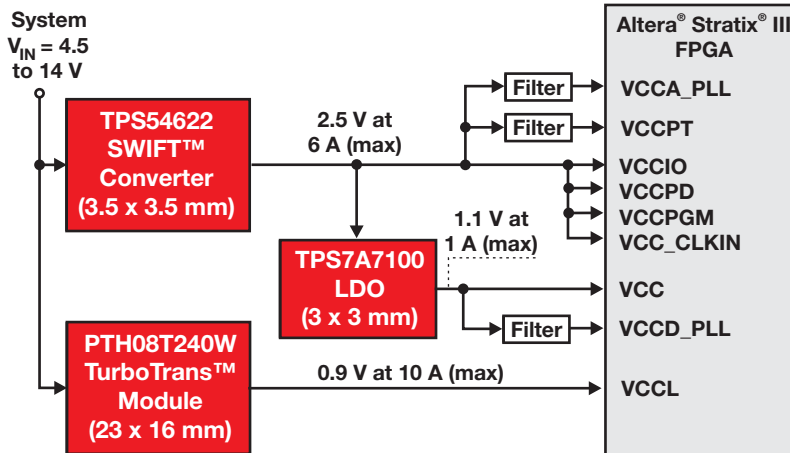 System
V_IN = 4.5
to 14 V
TPS54622
SWIFT™
Converter
(3.5 x 3.5 mm)
2.5 V at
6 A (max)
TPS7A7100
LDO
(3 x 3 mm)
1.1 V at
1 A (max)
PTH08T240W
TurboTrans™
Module
(23 x 16 mm)
0.9 V at 10 A (max)
Filter
Filter
Filter
Altera® Stratix® III
FPGA
VCCA_PLL
VCCPT
VCCIO
VCCPD
VCCPGM
VCC_CLKIN
VCC
VCCD_PLL
VCCL